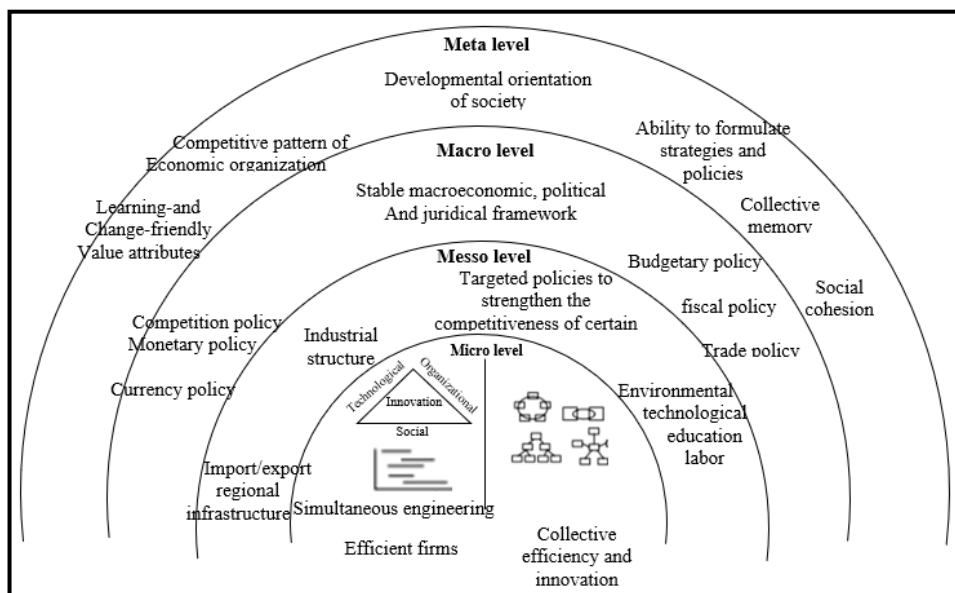 Meta level
Developmental orientation
of society
Competitive pattern of
Economic organization
Ability to formulate
strategies and
policies
Learning-and
Change-friendly
Value attributes
Collective
memory
Social
cohesion
Macro level
Stable macroeconomic, political
And juridical framework
Budgetary policy
fiscal policy
Trade policy
Competition policy
Monetary policy
Currency policy
Messo level
Targeted policies to
strengthen the
competitiveness of certain
Industrial
structure
Environmental
technological
education
labor
Import/export
regional
infrastructure
Micro level
Technological
Organizational
Innovation
Social
Simultaneous engineering
Efficient firms
Collective
efficiency and
innovation